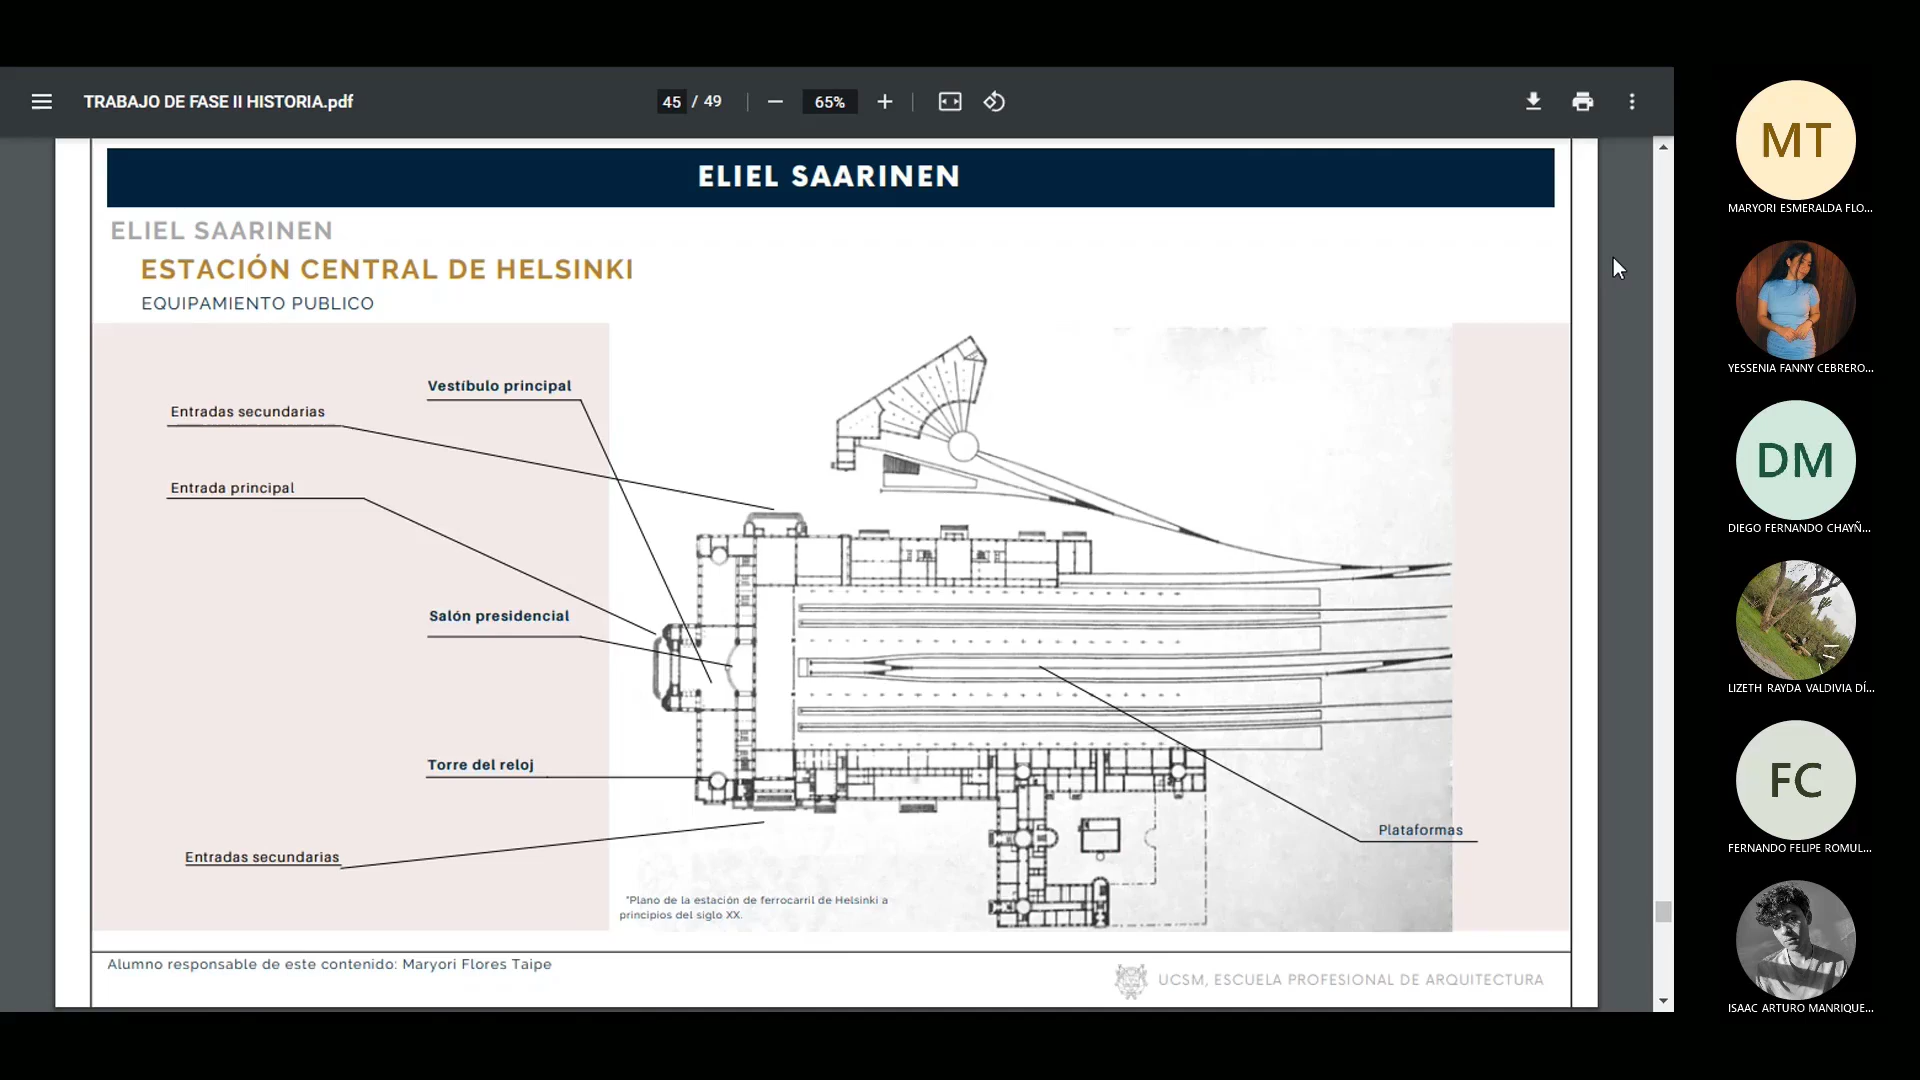 TRABAJO DE FASE II HISTORIA.pdf
45 / 49
65%
ELIEL SAARINEN
ELIEL SAARINEN
ESTACIÓN CENTRAL DE HELSINKI
EQUIPAMIENTO PUBLICO
Vestíbulo principal
Entradas secundarias
Entrada principal
Salón presidencial
Torre del reloj
Entradas secundarias
Plataformas
"Plano de la estación de ferrocarril de Helsinki a
principios del siglo XX.
Alumno responsable de este contenido: Maryori Flores Taipe
UCSM, ESCUELA PROFESIONAL DE ARQUITECTURA
MT
MARYORI ESMERALDA FLO...
YESSENIA FANNY CEBRERO...
DM
DIEGO FERNANDO CHAYÑ...
LIZETH RAYDA VALDIVIA DÍ...
FC
FERNANDO FELIPE ROMUL...
ISAAC ARTURO MANRIQUE...